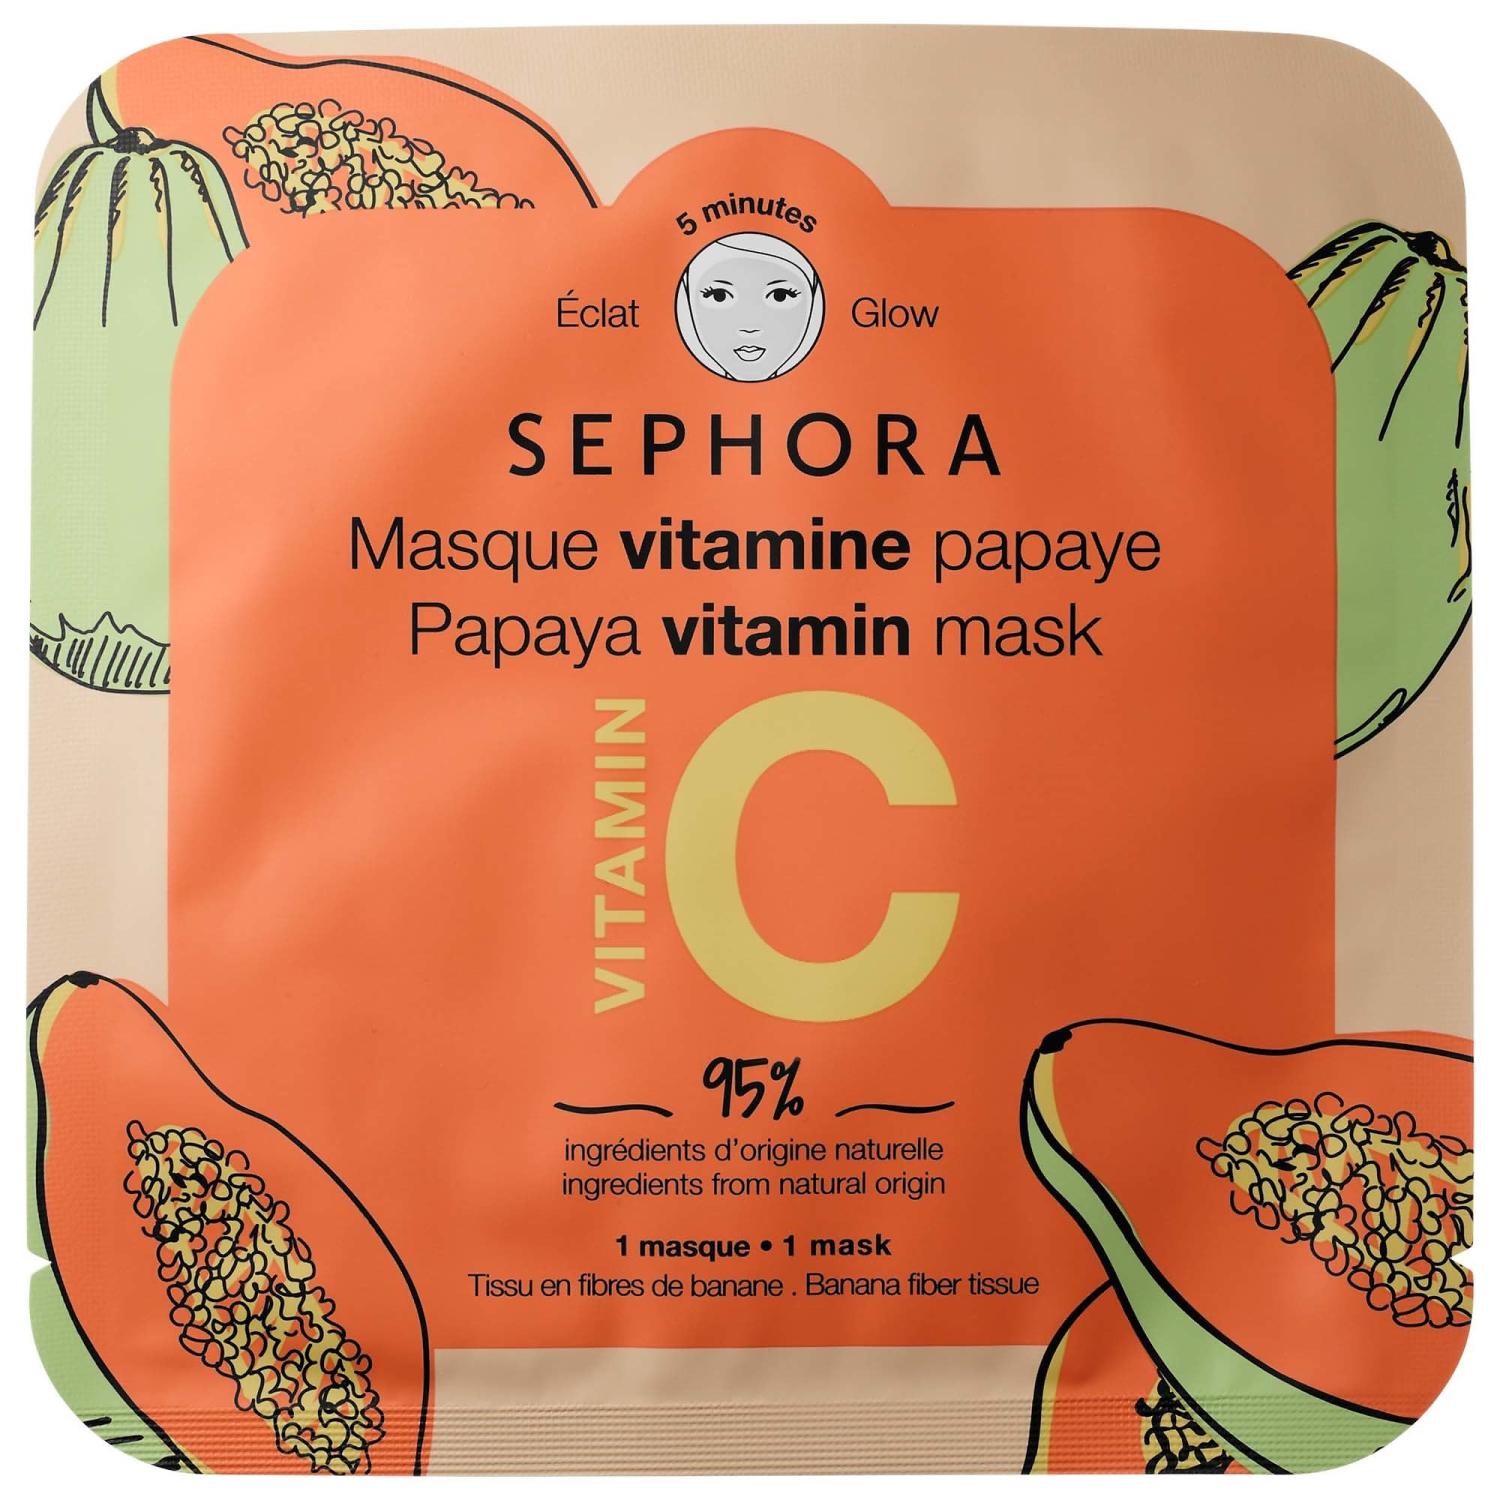 5 minutes
Éclat Glow
SEPHORA
Masque vitamine papaye
Papaya vitamin mask
VITAMIN
C
95%
ingrédients d'origine naturelle
ingredients from natural origin
1 masque • 1 mask
Tissu en fibres de banane . Banana fiber tissue